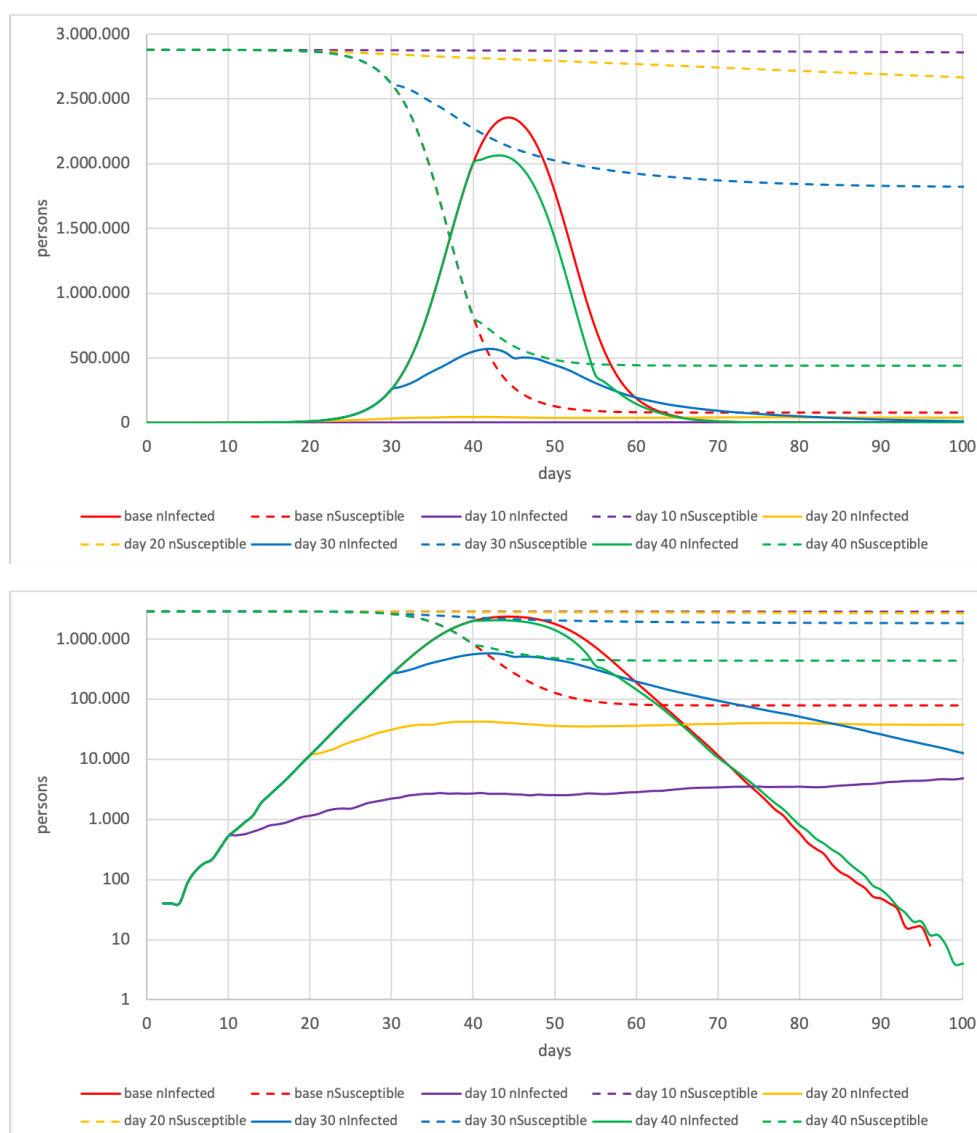 3.000.000
2.500.000
2.000.000
1.500.000
1.000.000
500.000
0
persons
0 10 20 30 40 50 60 70 80 90 100
days
base nInfected base nSusceptible day 10 nInfected day 10 nSusceptible day 20 nInfected
day 20 nSusceptible day 30 nInfected day 30 nSusceptible day 40 nInfected day 40 nSusceptible
1.000.000
100.000
10.000
1.000
100
10
1
persons
0 10 20 30 40 50 60 70 80 90 100
days
base nInfected base nSusceptible day 10 nInfected day 10 nSusceptible day 20 nInfected
day 20 nSusceptible day 30 nInfected day 30 nSusceptible day 40 nInfected day 40 nSusceptible